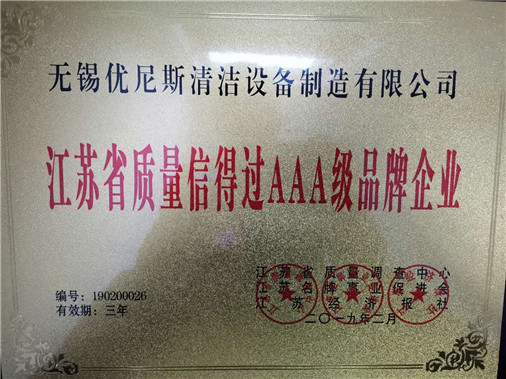 无锡优尼斯清洁设备制造有限公司
江苏省质量信得过AAA级品牌企业
江苏省质量调查中心
江苏名牌事业促进会
江苏经济报社
编号：190200026
有效期：三年
二〇一九年二月